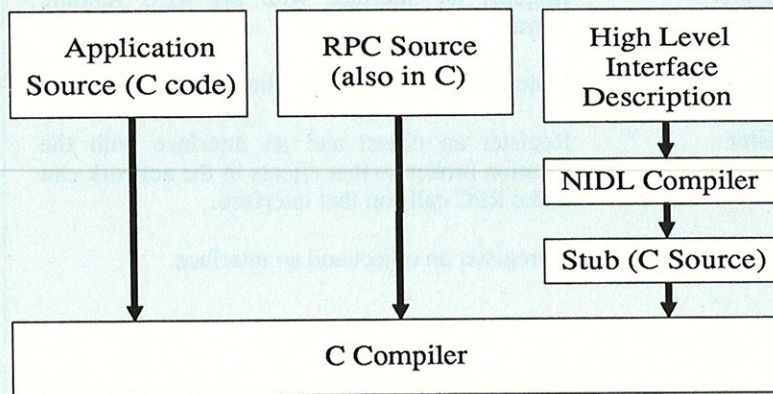 Application
Source (C code)
RPC Source
(also in C)
High Level
Interface
Description
NIDL Compiler
Stub (C Source)
C Compiler